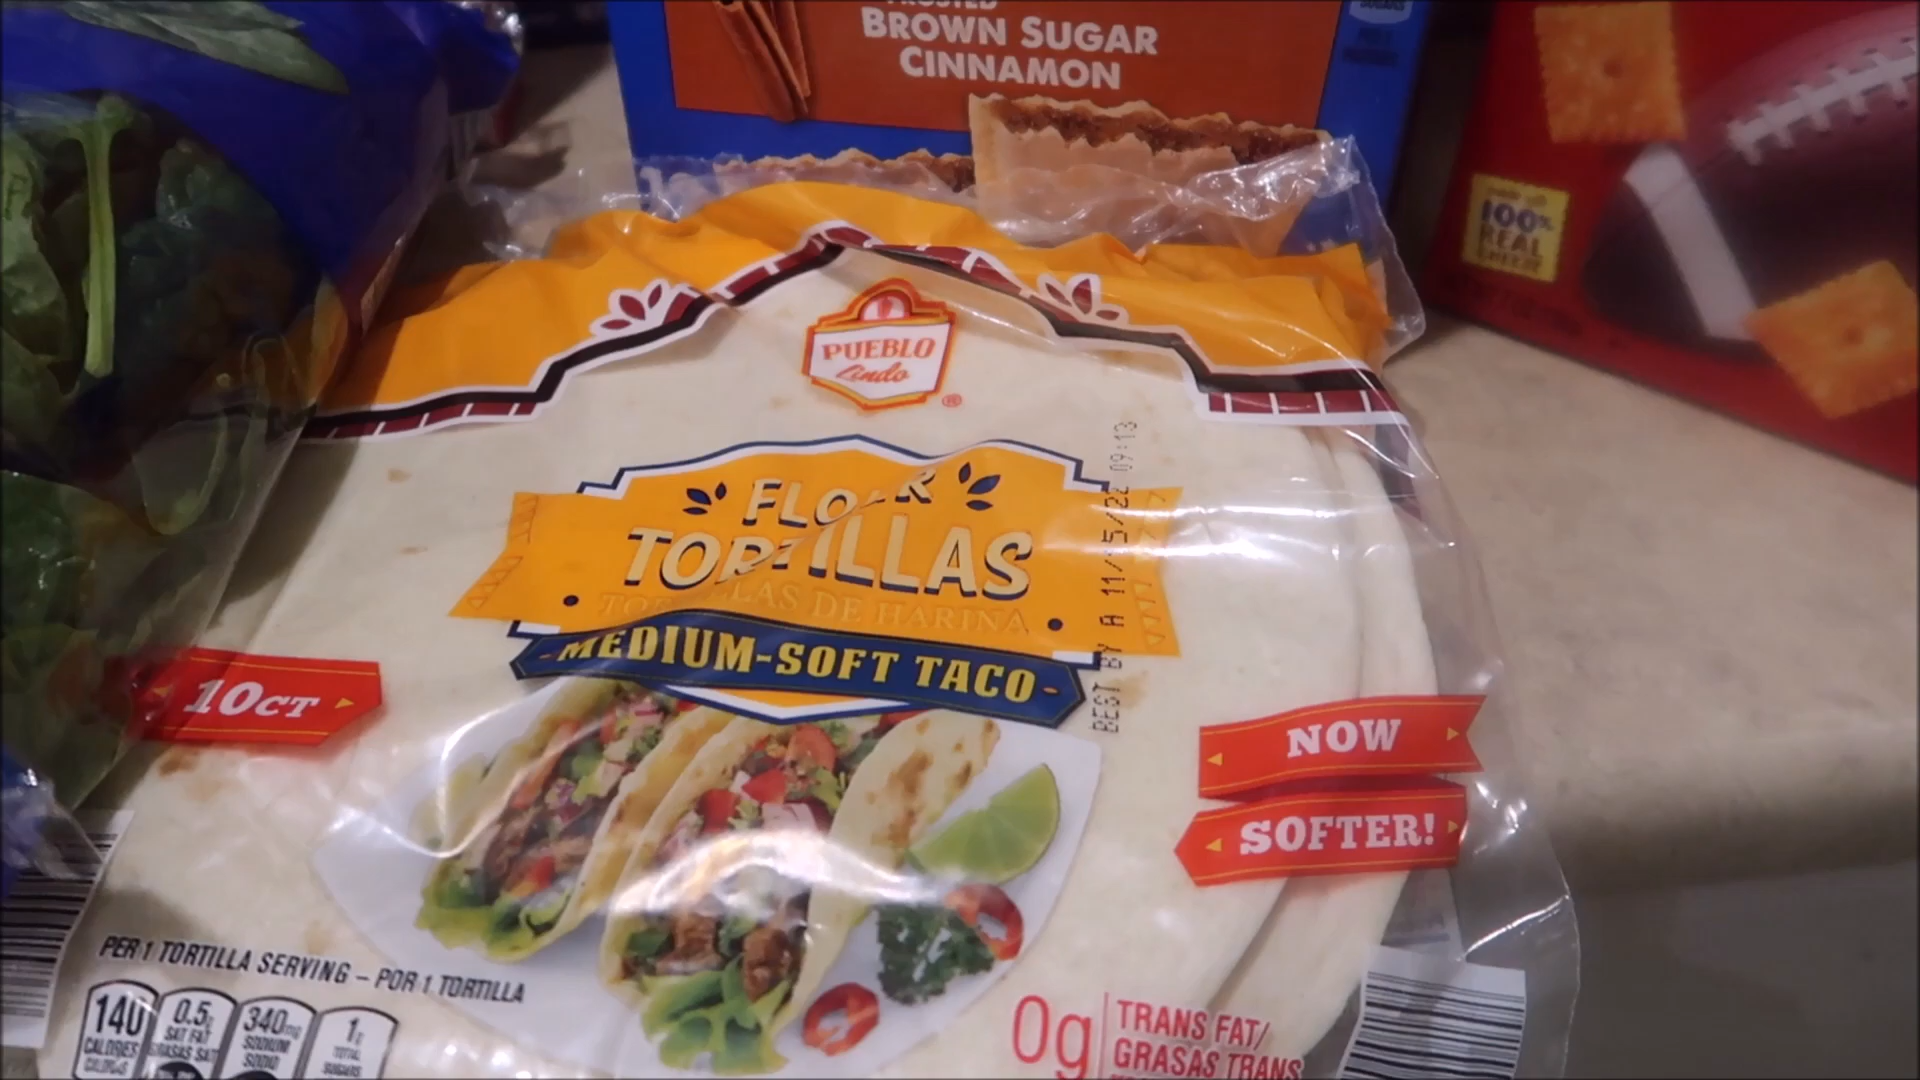 BROWN SUGAR
CINNAMON
100%
REAL
CHEESE
PUEBLO
Lindo
®
FLOUR
TORTILLAS
TORTILLAS DE HARINA
MEDIUM-SOFT TACO
10CT
NOW
SOFTER!
BEST BY A 11/ 5/22 09:13
PER 1 TORTILLA SERVING – POR 1 TORTILLA
140
CALORIES
0.5g
SAT FAT
GRASAS SAT
340mg
SODIUM
SODIO
1g
TOTAL
SUGARS
0g
TRANS FAT/
GRASAS TRANS